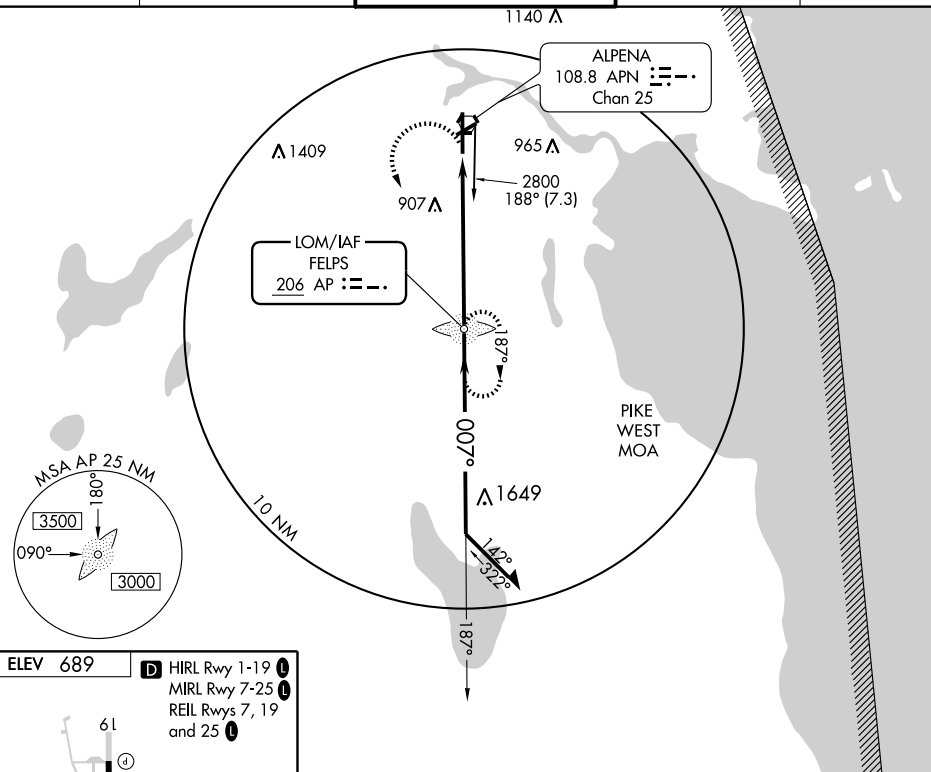 1140
ALPENA
108.8 APN
Chan 25
1409
965
2800
188° (7.3)
907
LOM/IAF
FELPS
206 AP
187°
PIKE
WEST
MOA
007°
1649
10 NM
142°
322°
187°
MSA AP 25 NM
180°
3500
090°
3000
ELEV 689
D HIRL Rwy 1-19 L
MIRL Rwy 7-25 L
REIL Rwys 7, 19
and 25 L
19
P